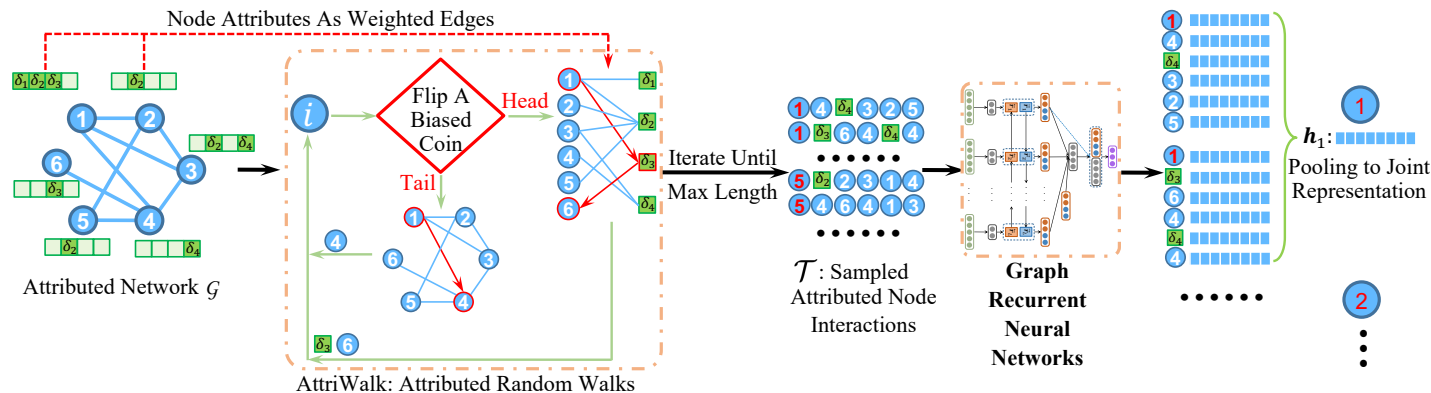 Node Attributes As Weighted Edges
δ1 δ2 δ3
δ2
1 2
δ2 δ4
6
3
δ3
5 4
δ2
δ4
Attributed Network 𝒢
i
Flip A
Biased
Coin
Head
Tail
1 2
6 3
5 4
4
δ3 6
1 δ1
2
3 δ2
4
5 δ3
6 δ4
AttriWalk: Attributed Random Walks
Iterate Until
Max Length
1 4 δ4 3 2 5
1 δ3 6 4 δ4 4
5 δ2 2 3 1 4
5 4 6 4 1 3
𝒯: Sampled
Attributed Node
Interactions
Graph
Recurrent
Neural
Networks
1
4
δ4
3
2
5
1
δ3
6
4
δ4
4
1
h1:
Pooling to Joint
Representation
2